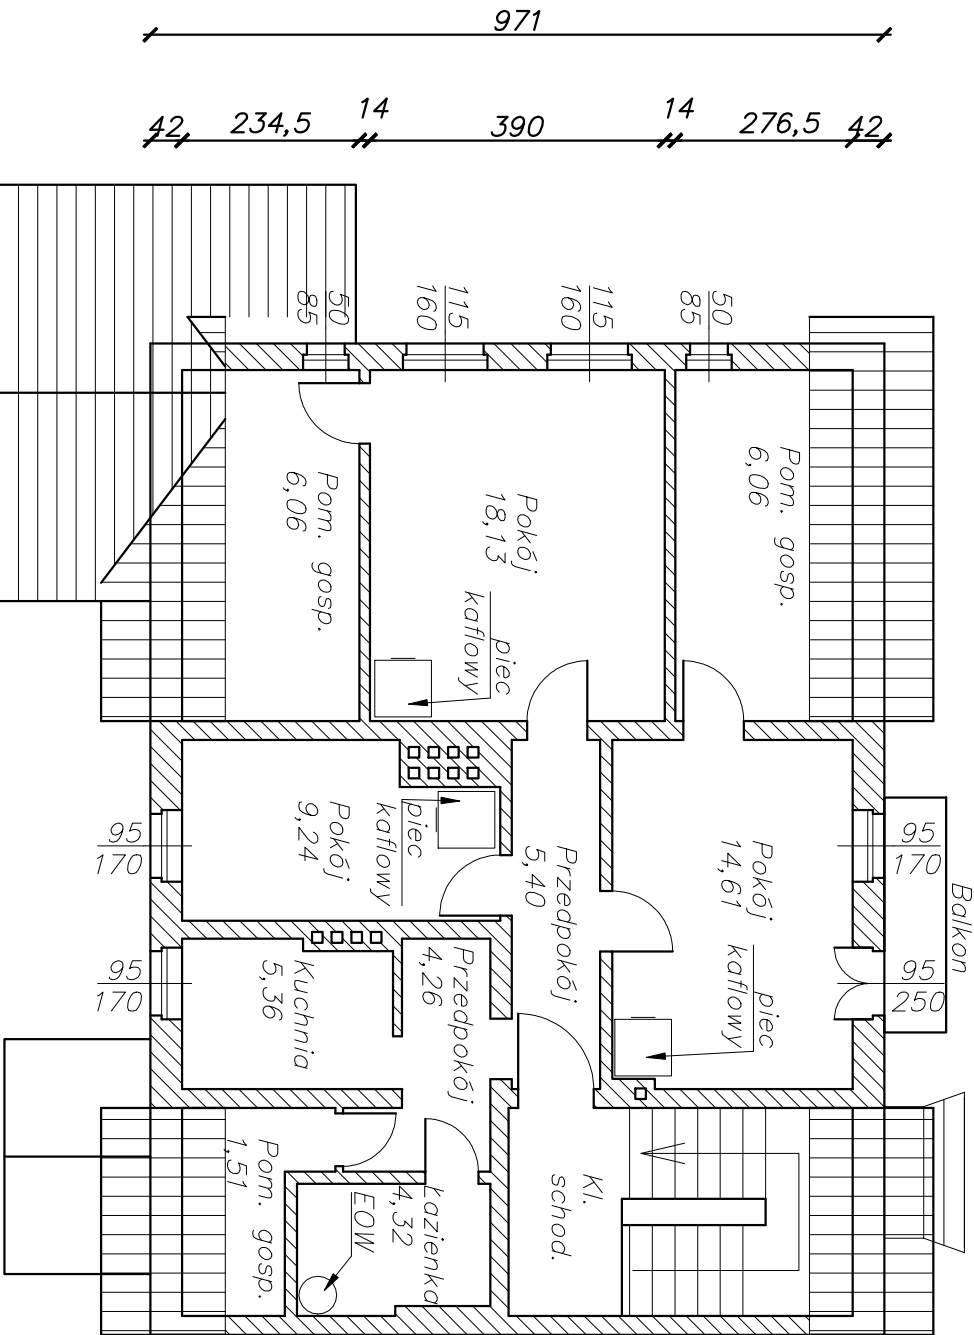 971
42
234,5
14
390
14
276,5
42
50
85
115
160
115
160
50
85
Pom. gosp.
6,06
Pokój
18,13
piec
kaflowy
Pom. gosp.
6,06
Pokój
9,24
piec
kaflowy
Przedpokój
5,40
Pokój
14,61
piec
kaflowy
95
170
95
170
95
170
95
250
Balkon
Kuchnia
5,36
Przedpokój
4,26
Pom. gosp.
1,51
Łazienka
4,32
EOW
Kl.
schod.